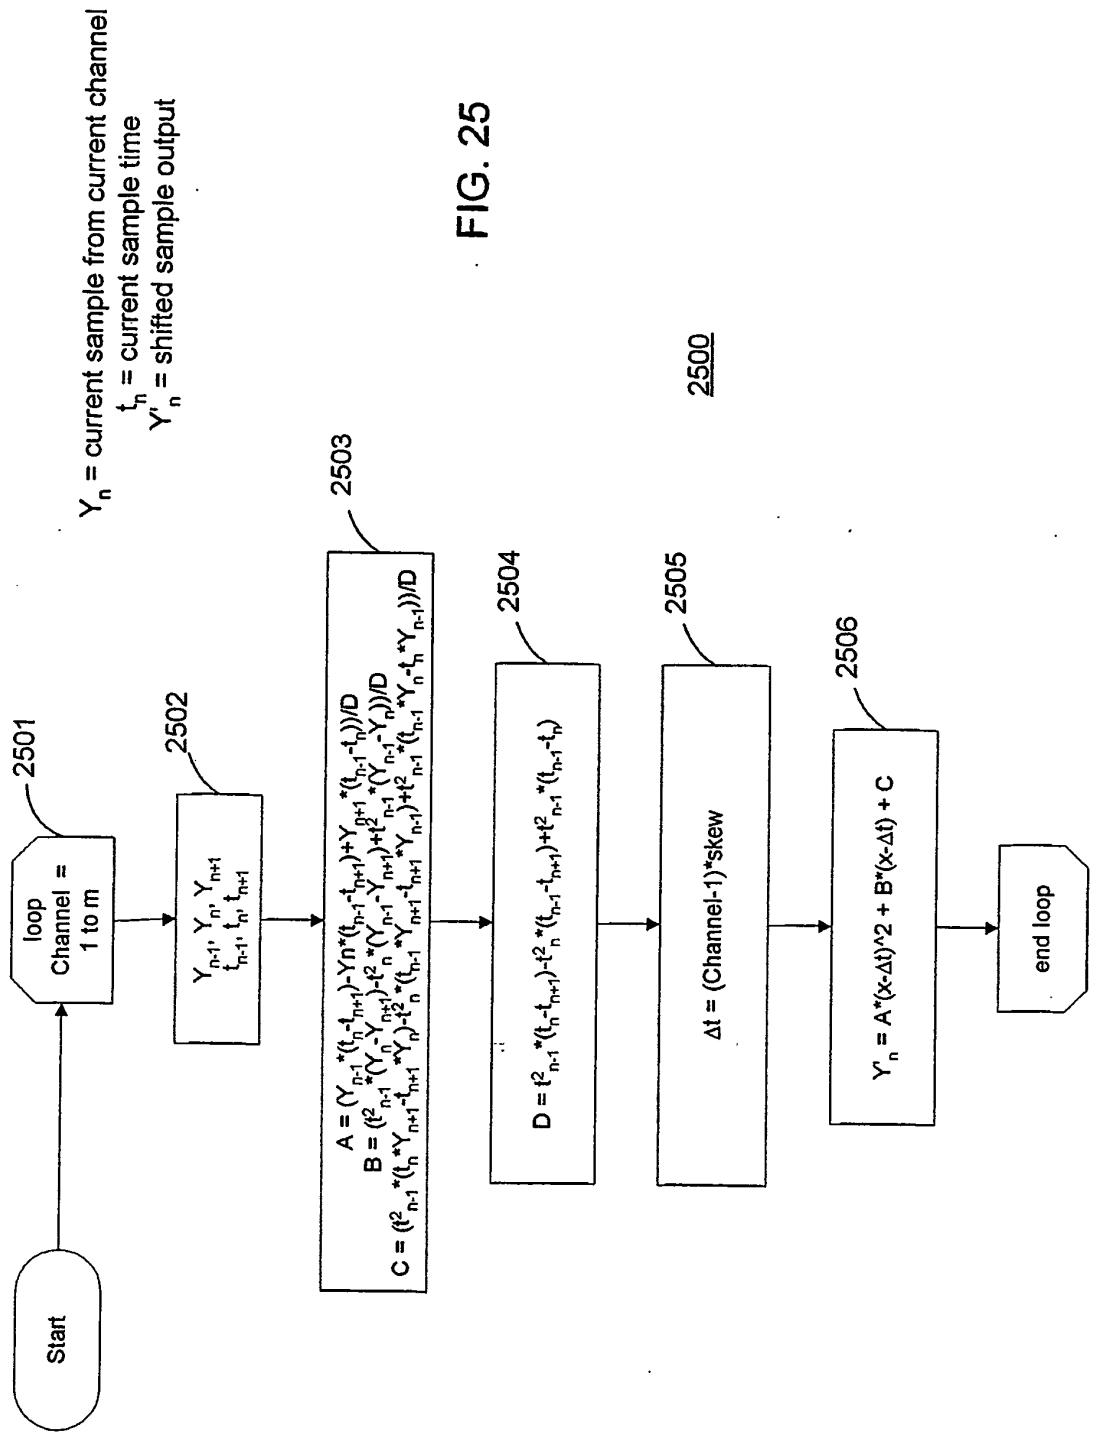 Start
loop
Channel =
1 to m
2501
Yₙ₋₁, Yₙ, Yₙ₊₁
tₙ₋₁, tₙ, tₙ₊₁
2502
A = (Yₙ₋₁*(tₙ-tₙ₊₁)-Yn*(tₙ₋₁-tₙ₊₁)+Yₙ₊₁*(tₙ₋₁-tₙ))/D
B = (t²ₙ₋₁*(Yₙ-Yₙ₊₁)-t²ₙ*(Yₙ₋₁-Yₙ₊₁)+t²ₙ₋₁*(Yₙ₋₁-Yₙ))/D
C = (t²ₙ₋₁*(tₙ*Yₙ₊₁-tₙ₊₁*Yₙ)-t²ₙ*(tₙ₋₁*Yₙ₊₁-tₙ₊₁*Yₙ₋₁)+t²ₙ₋₁*(tₙ₋₁*Yₙ-tₙ*Yₙ₋₁))/D
2503
D = t²ₙ₋₁*(tₙ-tₙ₊₁)-t²ₙ*(tₙ₋₁-tₙ₊₁)+t²ₙ₋₁*(tₙ₋₁-tₙ)
2504
Δt = (Channel-1)*skew
2505
Y'ₙ = A*(x-Δt)^2 + B*(x-Δt) + C
2506
end loop
Yₙ = current sample from current channel
tₙ = current sample time
Y'ₙ = shifted sample output
FIG. 25
2500